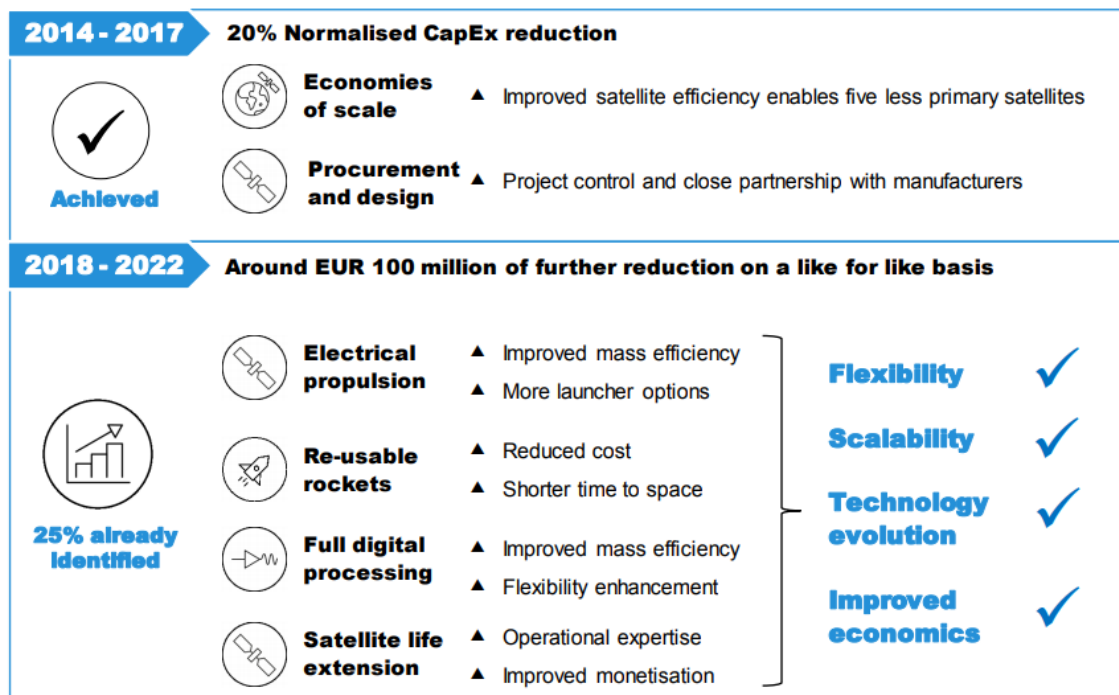 2014 - 2017
20% Normalised CapEx reduction
Achieved
Economies
of scale
▲ Improved satellite efficiency enables five less primary satellites
Procurement
and design
▲ Project control and close partnership with manufacturers
2018 - 2022
Around EUR 100 million of further reduction on a like for like basis
25% already
identified
Electrical
propulsion
▲ Improved mass efficiency
▲ More launcher options
Re-usable
rockets
▲ Reduced cost
▲ Shorter time to space
Full digital
processing
▲ Improved mass efficiency
▲ Flexibility enhancement
Satellite life
extension
▲ Operational expertise
▲ Improved monetisation
Flexibility
Scalability
Technology
evolution
Improved
economics